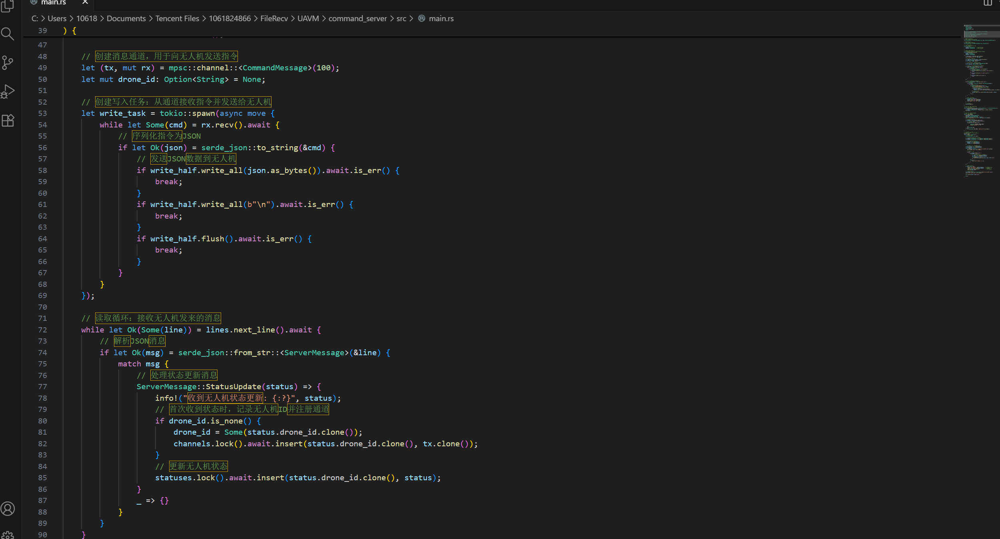 main.rs
C: > Users > 10618 > Documents > Tencent Files > 1061824866 > FileRecv > UAVM > command_server > src > main.rs
39 ) {
47
48 // 创建消息通道，用于向无人机发送指令
49 let (tx, mut rx) = mpsc::channel::<CommandMessage>(100);
50 let mut drone_id: Option<String> = None;
51
52 // 创建写入任务：从通道接收指令并发送给无人机
53 let write_task = tokio::spawn(async move {
54 while let Some(cmd) = rx.recv().await {
55 // 序列化指令为JSON
56 if let Ok(json) = serde_json::to_string(&cmd) {
57 // 发送JSON数据到无人机
58 if write_half.write_all(json.as_bytes()).await.is_err() {
59 break;
60 }
61 if write_half.write_all(b"\n").await.is_err() {
62 break;
63 }
64 if write_half.flush().await.is_err() {
65 break;
66 }
67 }
68 }
69 });
70
71 // 读取循环：接收无人机发来的消息
72 while let Ok(Some(line)) = lines.next_line().await {
73 // 解析JSON消息
74 if let Ok(msg) = serde_json::from_str::<ServerMessage>(&line) {
75 match msg {
76 // 处理状态更新消息
77 ServerMessage::StatusUpdate(status) => {
78 info!("收到无人机状态更新: {:?}", status);
79 // 首次收到状态时，记录无人机ID并注册通道
80 if drone_id.is_none() {
81 drone_id = Some(status.drone_id.clone());
82 channels.lock().await.insert(status.drone_id.clone(), tx.clone());
83 }
84 // 更新无人机状态
85 statuses.lock().await.insert(status.drone_id.clone(), status);
86 }
87 _ => {}
88 }
89 }
90 }